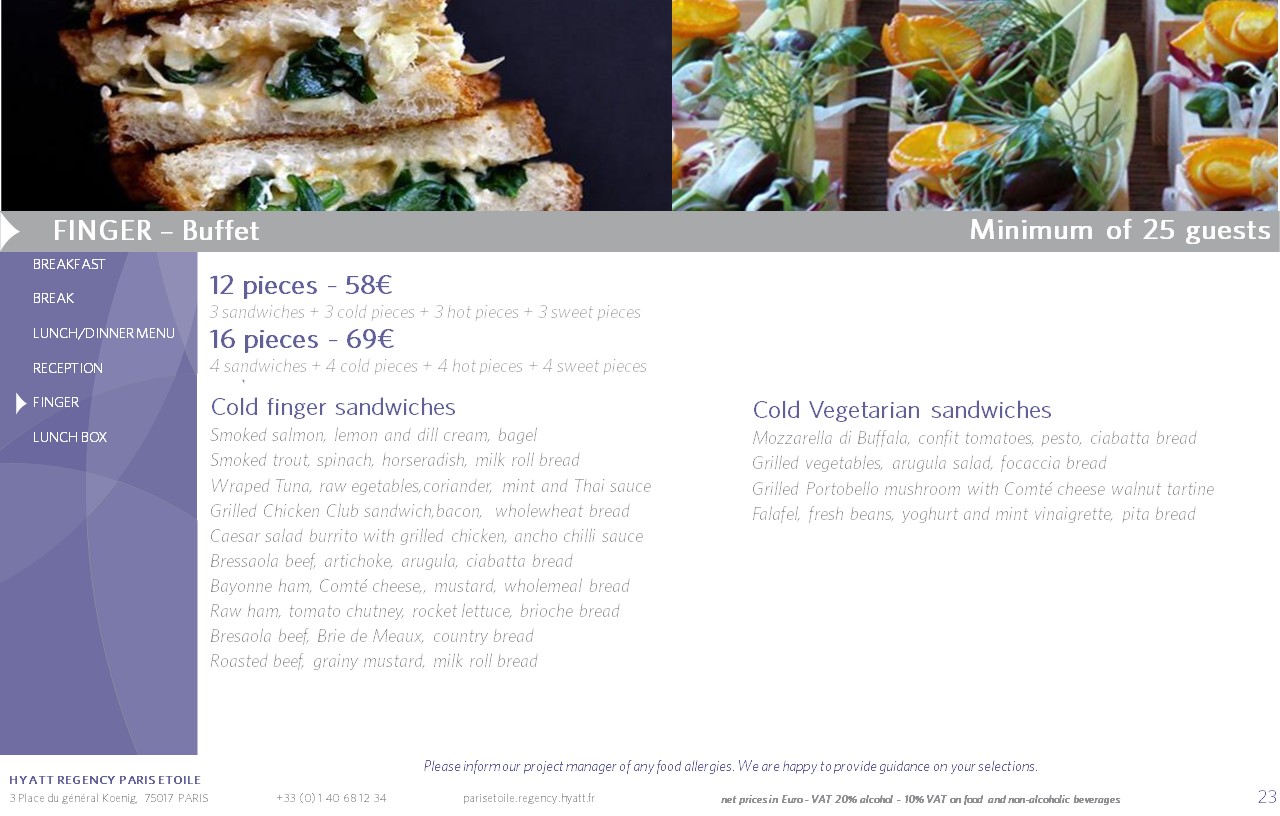 FINGER – Buffet
Minimum of 25 guests
BREAKFAST
BREAK
LUNCH/DINNER MENU
RECEPTION
FINGER
LUNCH BOX
12 pieces - 58€
3 sandwiches + 3 cold pieces + 3 hot pieces + 3 sweet pieces
16 pieces - 69€
4 sandwiches + 4 cold pieces + 4 hot pieces + 4 sweet pieces
Cold finger sandwiches
Smoked salmon, lemon and dill cream, bagel
Smoked trout, spinach, horseradish, milk roll bread
Wraped Tuna, raw egetables,coriander, mint and Thai sauce
Grilled Chicken Club sandwich,bacon, wholewheat bread
Caesar salad burrito with grilled chicken, ancho chilli sauce
Bressaola beef, artichoke, arugula, ciabatta bread
Bayonne ham, Comté cheese,, mustard, wholemeal bread
Raw ham, tomato chutney, rocket lettuce, brioche bread
Bresaola beef, Brie de Meaux, country bread
Roasted beef, grainy mustard, milk roll bread
Cold Vegetarian sandwiches
Mozzarella di Buffala, confit tomatoes, pesto, ciabatta bread
Grilled vegetables, arugula salad, focaccia bread
Grilled Portobello mushroom with Comté cheese walnut tartine
Falafel, fresh beans, yoghurt and mint vinaigrette, pita bread
Please inform our project manager of any food allergies. We are happy to provide guidance on your selections.
HYATT REGENCY PARIS ETOILE
3 Place du général Koenig, 75017 PARIS
+33 (0)1 40 68 12 34
parisetoile.regency.hyatt.fr
net prices in Euro - VAT 20% alcohol - 10% VAT on food and non-alcoholic beverages
23